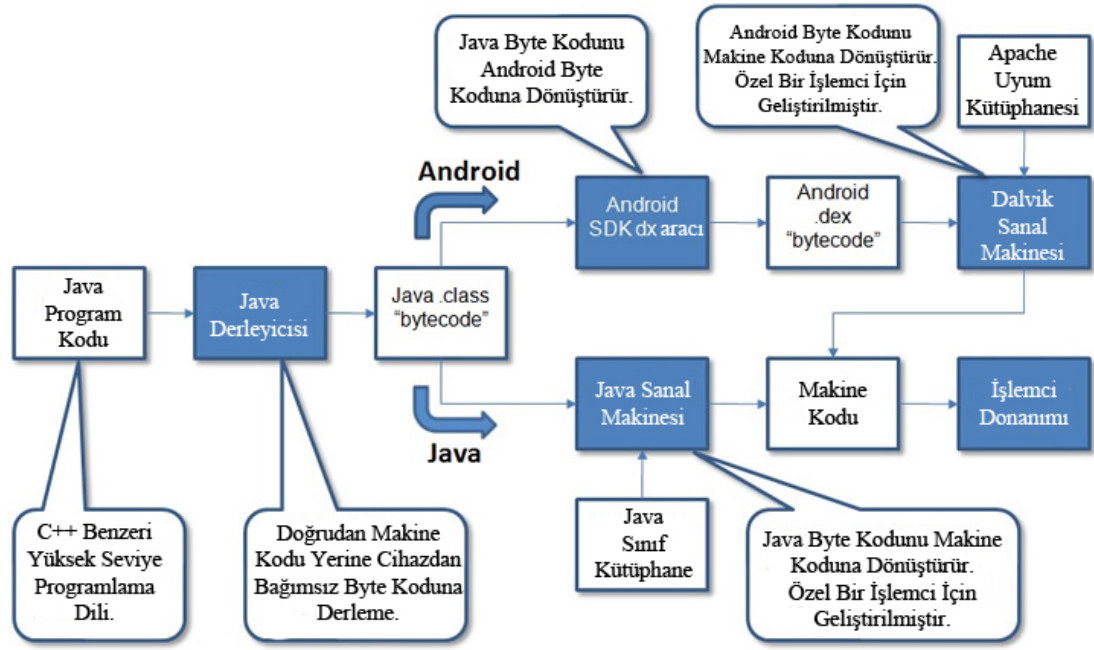 Java Byte Kodunu
Android Byte
Koduna Dönüştürür.
Android Byte Kodunu
Makine Koduna Dönüştürür.
Özel Bir İşlemci İçin
Geliştirilmiştir.
Apache
Uyum
Kütüphanesi
Android
Android
SDK dx aracı
Android
.dex
“bytecode”
Dalvik
Sanal
Makinesi
Java
Program
Kodu
Java
Derleyicisi
Java .class
“bytecode”
Java
Java Sanal
Makinesi
Makine
Kodu
İşlemci
Donanımı
C++ Benzeri
Yüksek Seviye
Programlama
Dili.
Doğrudan Makine
Kodu Yerine Cihazdan
Bağımsız Byte Koduna
Derleme.
Java
Sınıf
Kütüphane
Java Byte Kodunu Makine
Koduna Dönüştürür.
Özel Bir İşlemci İçin
Geliştirilmiştir.